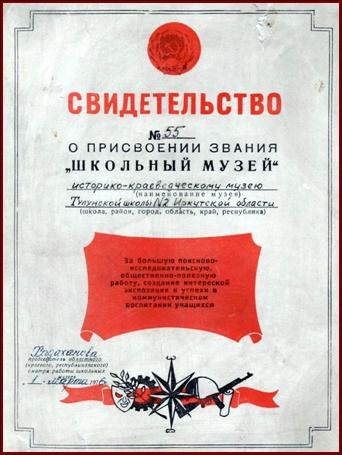 СВИДЕТЕЛЬСТВО
№ 55
О ПРИСВОЕНИИ ЗВАНИЯ
„ШКОЛЬНЫЙ МУЗЕЙ"
историко-краеведческому музею
(наименование музея)
Тулунской школы №2 Иркутской области
(школа, район, город, область, край, республика)
За большую поисково-
исследовательскую,
общественно-полезную
работу, создание интересной
экспозиции и успехи в
коммунистическом
воспитании учащихся
председатель областного
(краевого, республиканского)
смотра работы школьных
1 марта 1976